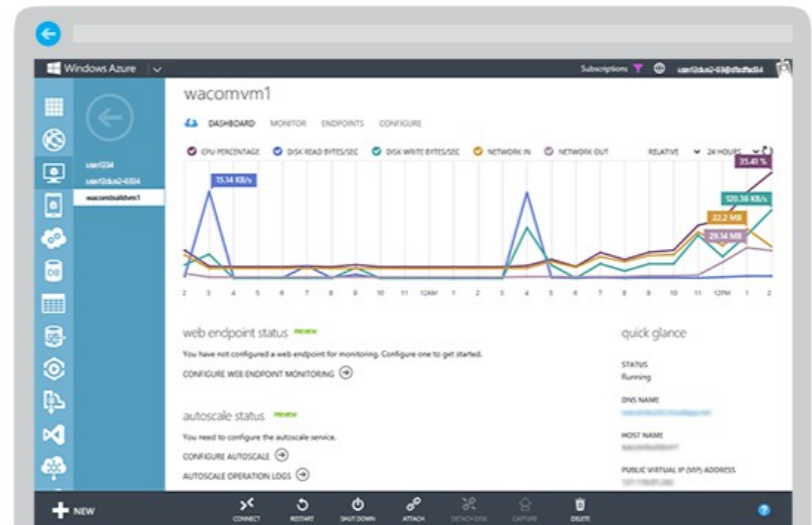 Windows Azure
Subscriptions
user1234
user12dus2-0334
wacombuildvm1
wacomvm1
DASHBOARD MONITOR ENDPOINTS CONFIGURE
CPU PERCENTAGE DISK READ BYTES/SEC DISK WRITE BYTES/SEC NETWORK IN NETWORK OUT RELATIVE 24 HOURS
35.41 %
15.14 KB/s
120.38 KB/s
22.2 MB
29.54 MB
2 3 4 5 6 7 8 9 10 11 12AM 1 2 3 4 5 6 7 8 9 10 11 12PM 1 2
web endpoint status PREVIEW
You have not configured a web endpoint for monitoring. Configure one to get started.
CONFIGURE WEB ENDPOINT MONITORING
autoscale status PREVIEW
You need to configure the autoscale service.
CONFIGURE AUTOSCALE
AUTOSCALE OPERATION LOGS
quick glance
STATUS
Running
DNS NAME
HOST NAME
PUBLIC VIRTUAL IP (VIP) ADDRESS
DB
NEW
CONNECT RESTART SHUT DOWN ATTACH DETACH DISK CAPTURE DELETE
?